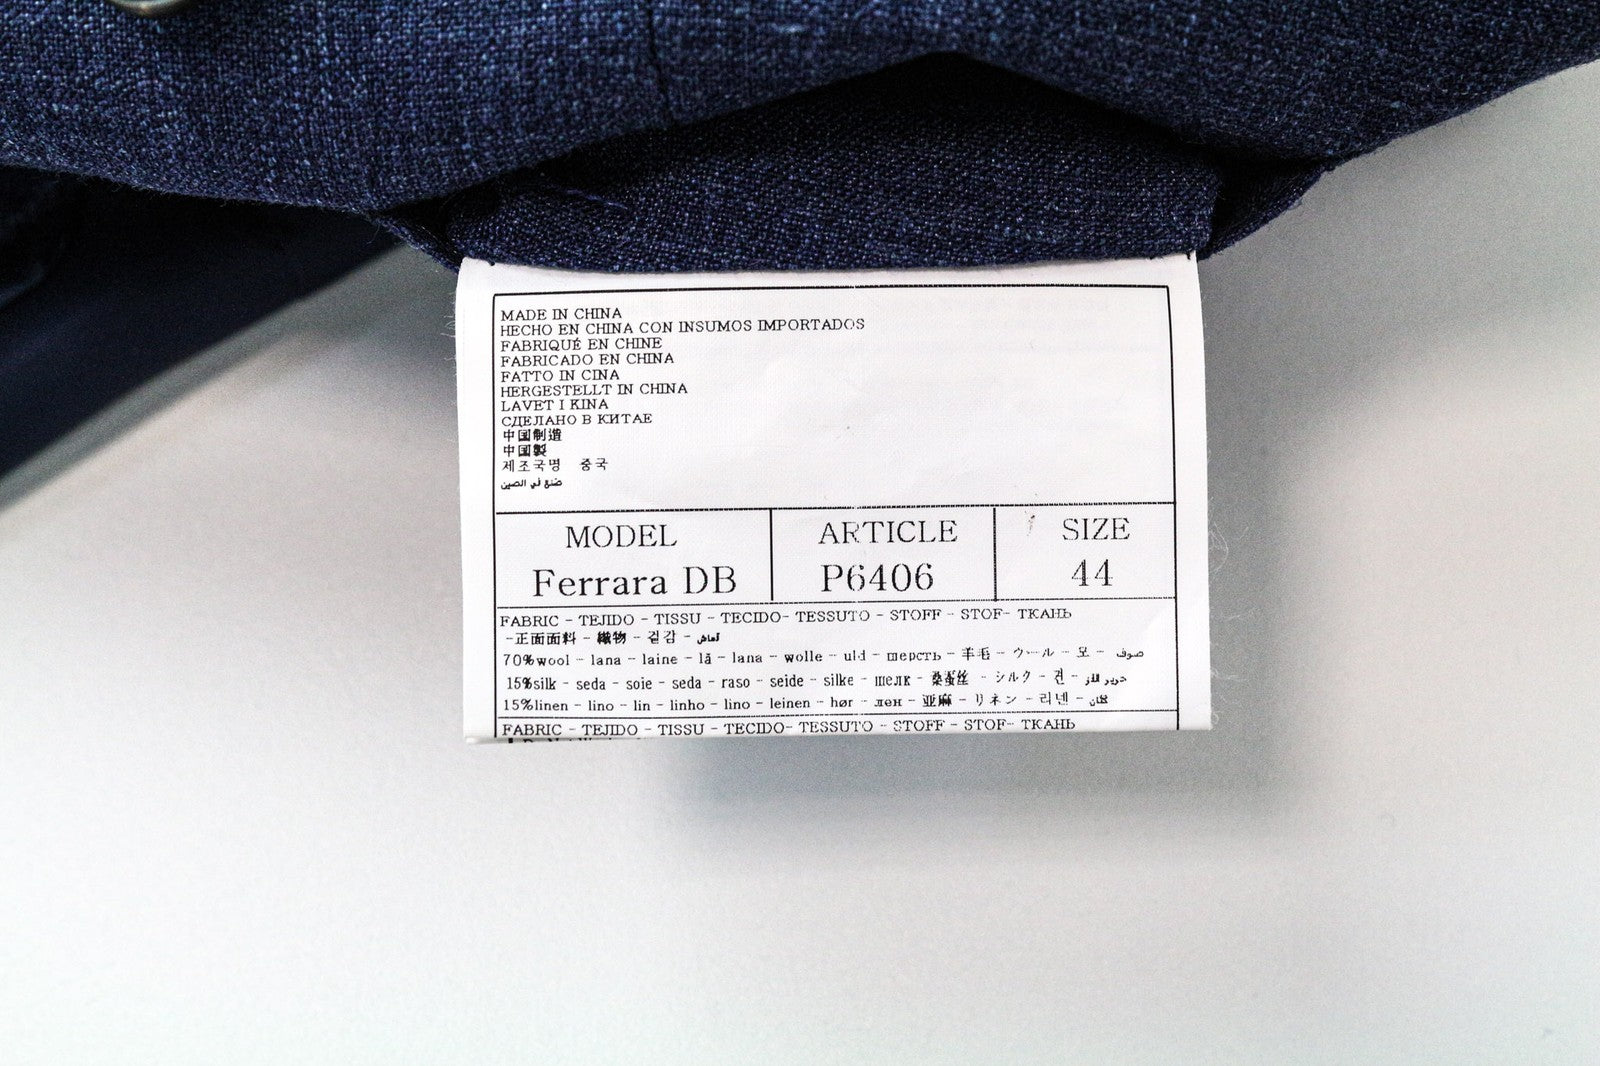 MADE IN CHINA
HECHO EN CHINA CON INSUMOS IMPORTADOS
FABRIQUÉ EN CHINE
FABRICADO EN CHINA
FATTO IN CINA
HERGESTELLT IN CHINA
LAVET I KINA
СДЕЛАНО В КИТАЕ
中国制造
中国製
제조국명 중국
صنع في الصين
MODEL ARTICLE SIZE
Ferrara DB P6406 44
FABRIC - TEJIDO - TISSU - TECIDO- TESSUTO - STOFF - STOF- ТКАНЬ
-正面面料 - 織物 - 겉감 - قماش
70%wool - lana - laine - lã - lana - wolle - uld - шерсть - 羊毛 - ウール - 모 - صوف
15%silk - seda - soie - seda - raso - seide - silke - шелк - 桑蚕丝 - シルク - 견 -
15%linen - lino - lin - linho - lino - leinen - hør - лен - 亚麻 - リネン - 리넨 - كتان
FABRIC - TEJIDO - TISSU - TECIDO- TESSUTO - STOFF - STOF- ТКАНЬ